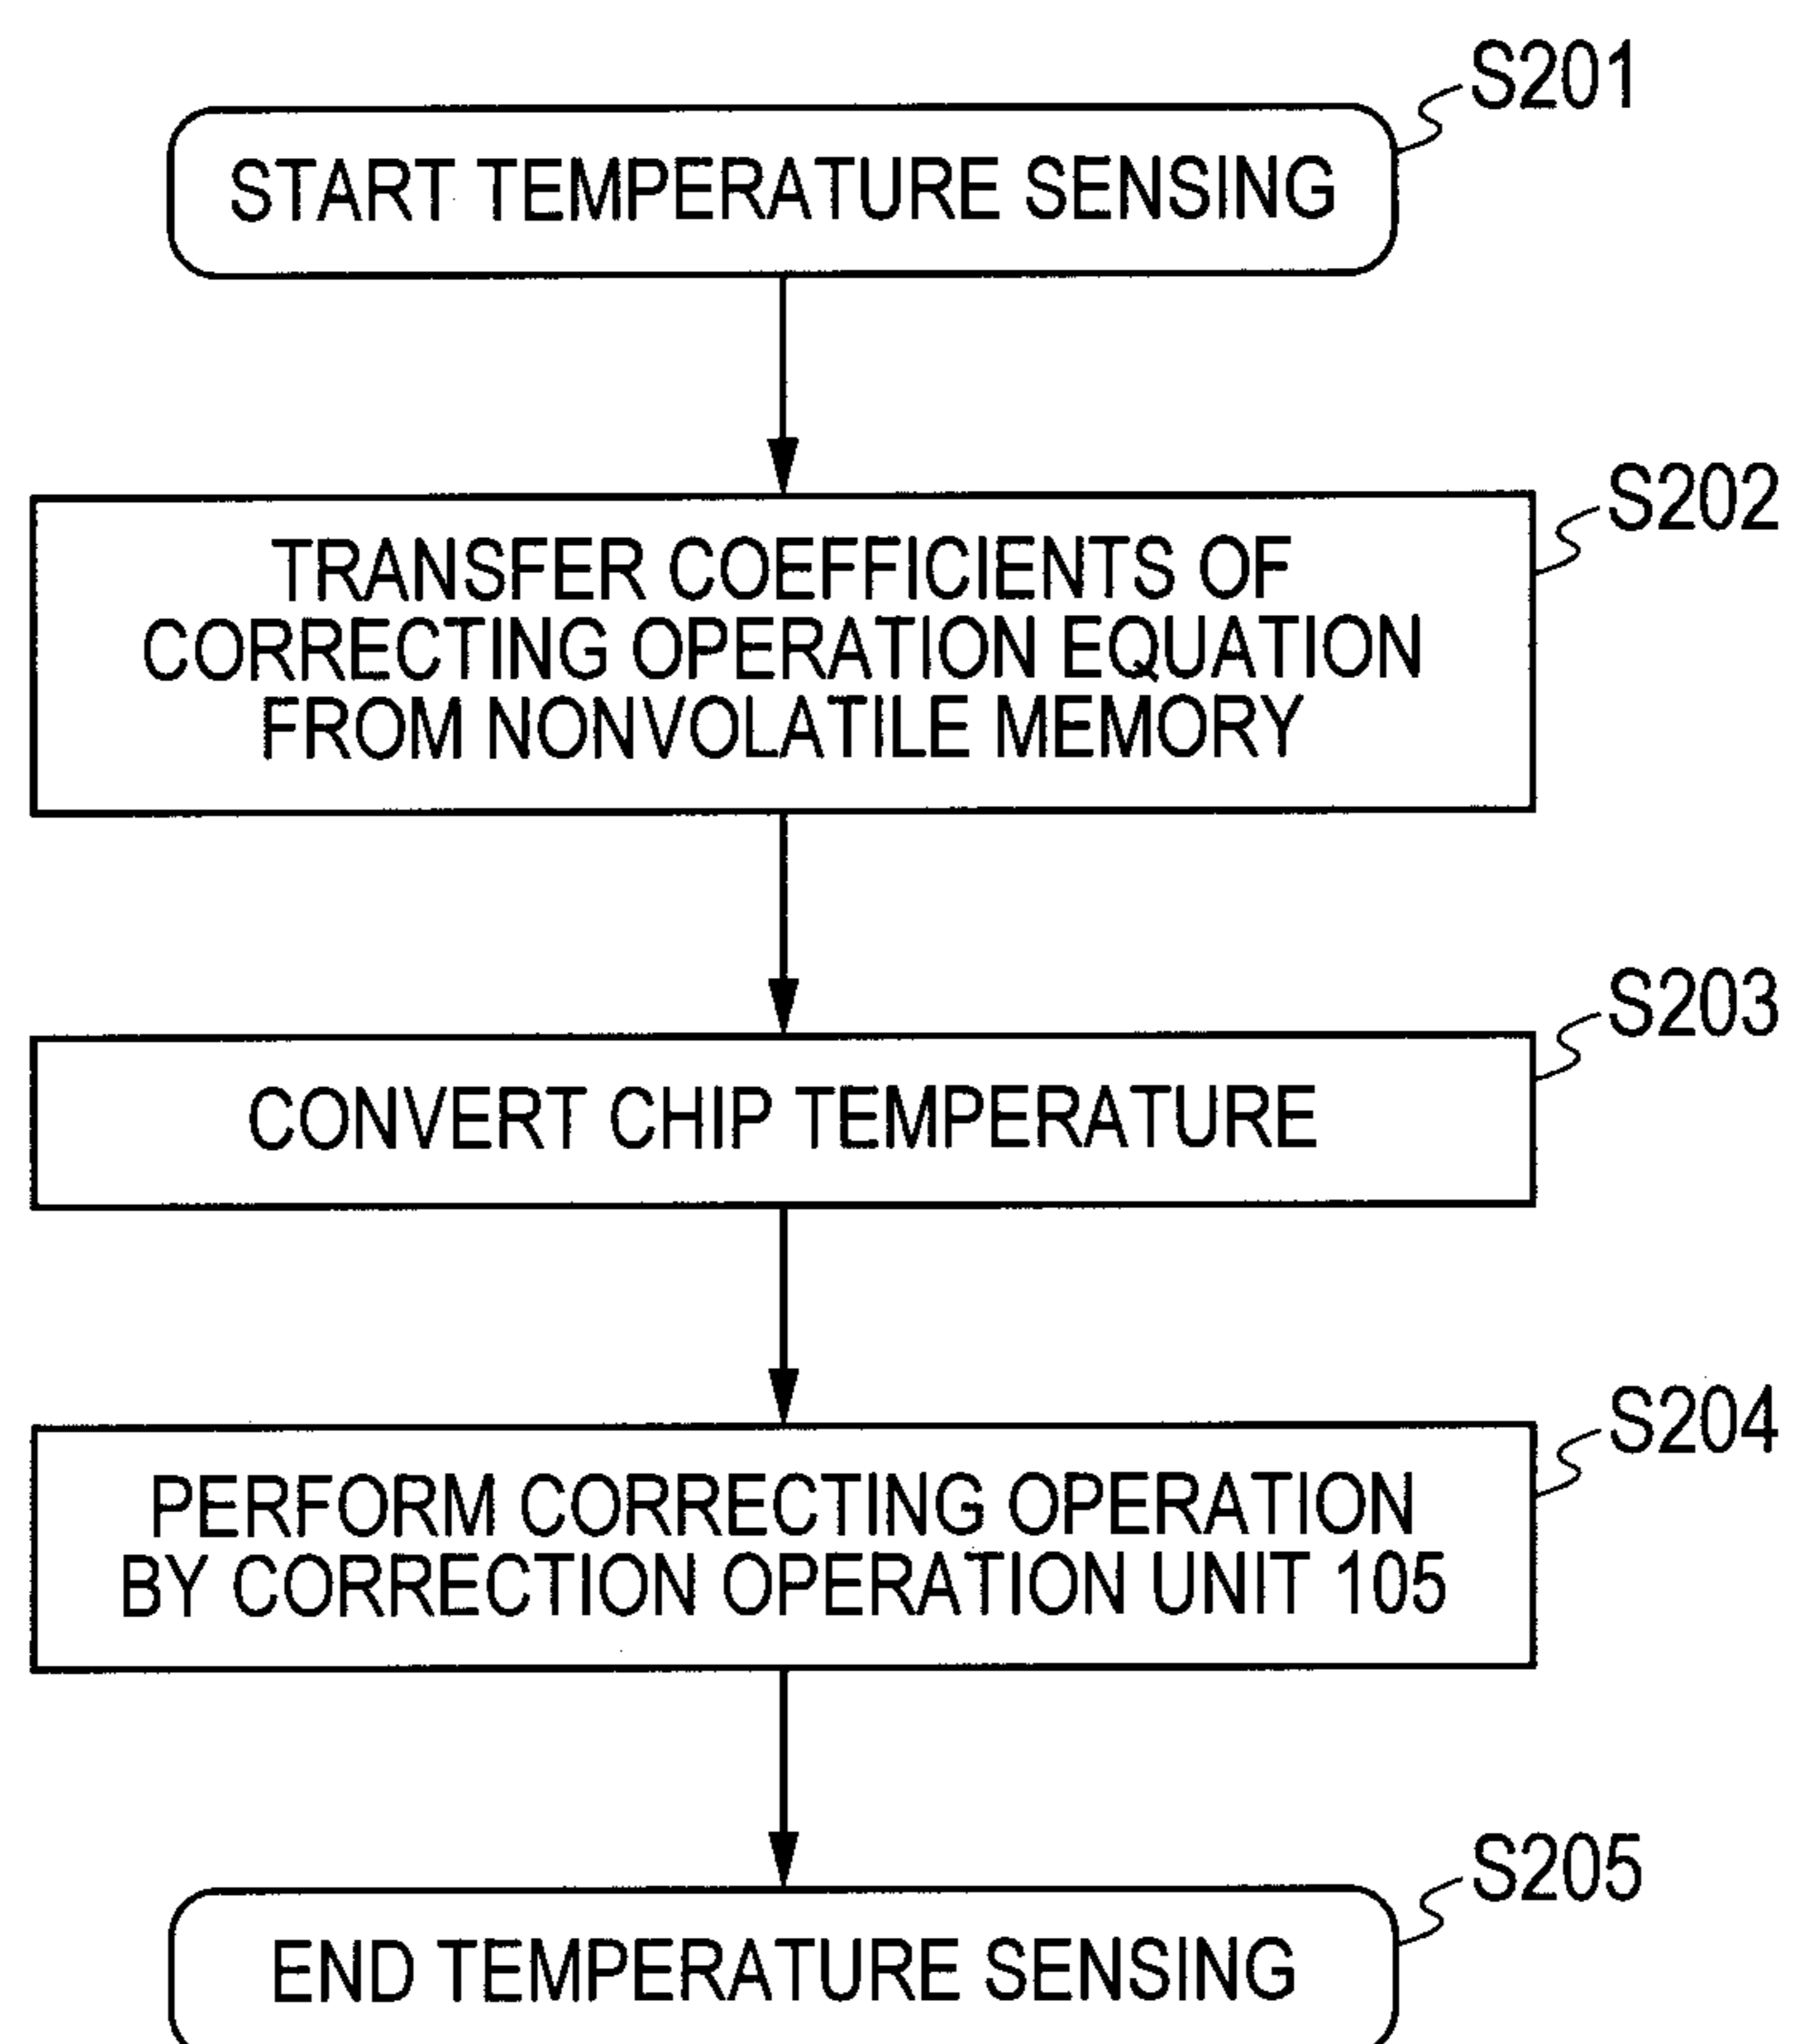 S201
START TEMPERATURE SENSING
S202
TRANSFER COEFFICIENTS OF
CORRECTING OPERATION EQUATION
FROM NONVOLATILE MEMORY
S203
CONVERT CHIP TEMPERATURE
S204
PERFORM CORRECTING OPERATION
BY CORRECTION OPERATION UNIT 105
S205
END TEMPERATURE SENSING